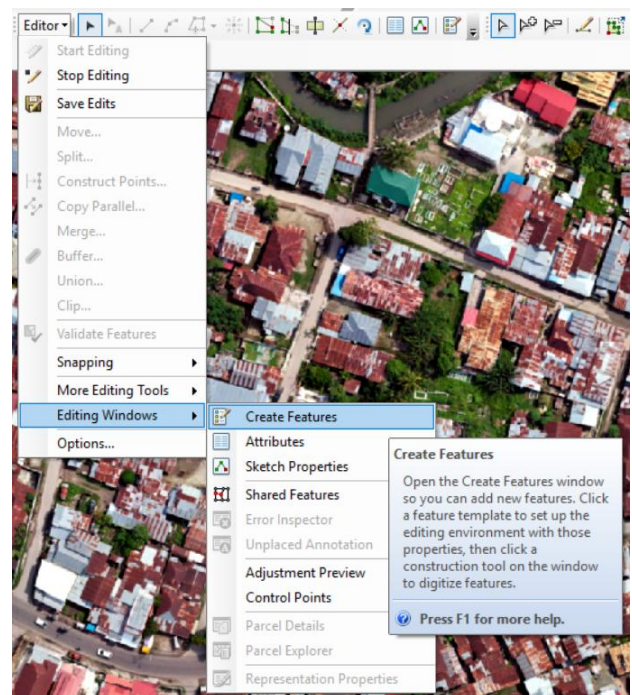 Editor
Start Editing
Stop Editing
Save Edits
Move...
Split...
Construct Points...
Copy Parallel...
Merge...
Buffer...
Union...
Clip...
Validate Features
Snapping
More Editing Tools
Editing Windows
Options...
Create Features
Attributes
Sketch Properties
Shared Features
Error Inspector
Unplaced Annotation
Adjustment Preview
Control Points
Parcel Details
Parcel Explorer
Representation Properties
Create Features
Open the Create Features window
so you can add new features. Click
a feature template to set up the
editing environment with those
properties, then click a
construction tool on the window
to digitize features.
Press F1 for more help.